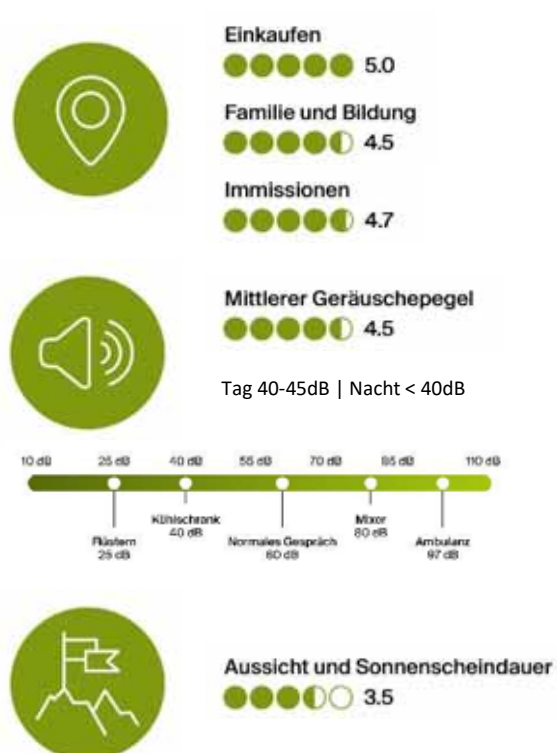 Einkaufen
5.0
Familie und Bildung
4.5
Immissionen
4.7
Mittlerer Geräuschepegel
4.5
Tag 40-45dB | Nacht < 40dB
10 dB 25 dB 40 dB 55 dB 70 dB 85 dB 110 dB
Flüstern
25 dB
Kühlschrank
40 dB
Normales Gespräch
60 dB
Mixer
80 dB
Ambulanz
97 dB
Aussicht und Sonnenscheindauer
3.5